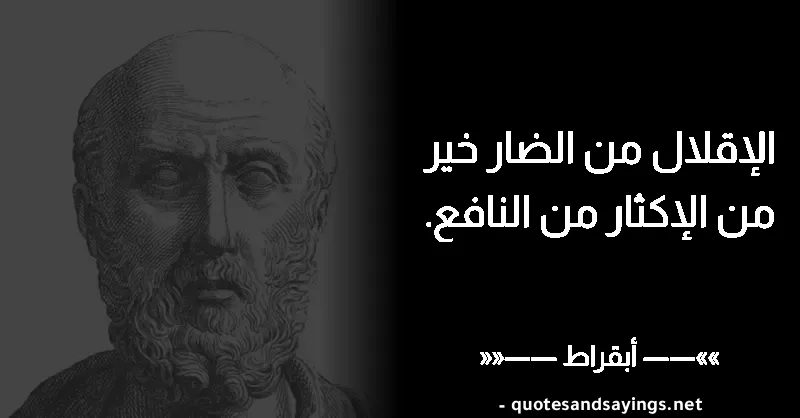 الإقلال من الضار خير
من الإكثار من النافع.
»»—— أبقراط ——««
- quotesandsayings.net